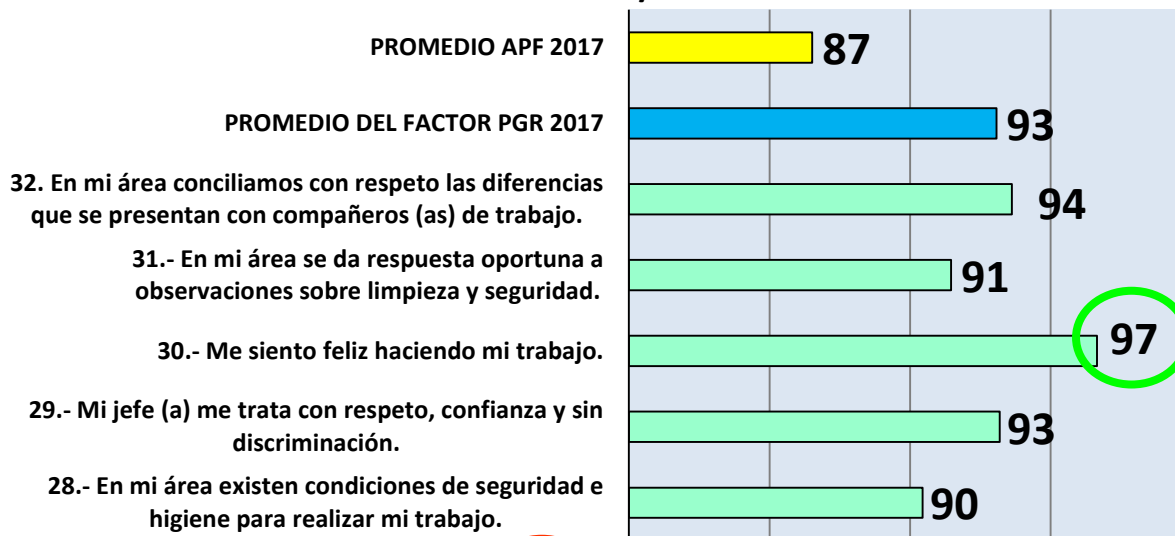 PROMEDIO APF 2017
87
PROMEDIO DEL FACTOR PGR 2017
93
32. En mi área conciliamos con respeto las diferencias
que se presentan con compañeros (as) de trabajo.
94
31.- En mi área se da respuesta oportuna a
observaciones sobre limpieza y seguridad.
91
30.- Me siento feliz haciendo mi trabajo.
97
29.- Mi jefe (a) me trata con respeto, confianza y sin
discriminación.
93
28.- En mi área existen condiciones de seguridad e
higiene para realizar mi trabajo.
90